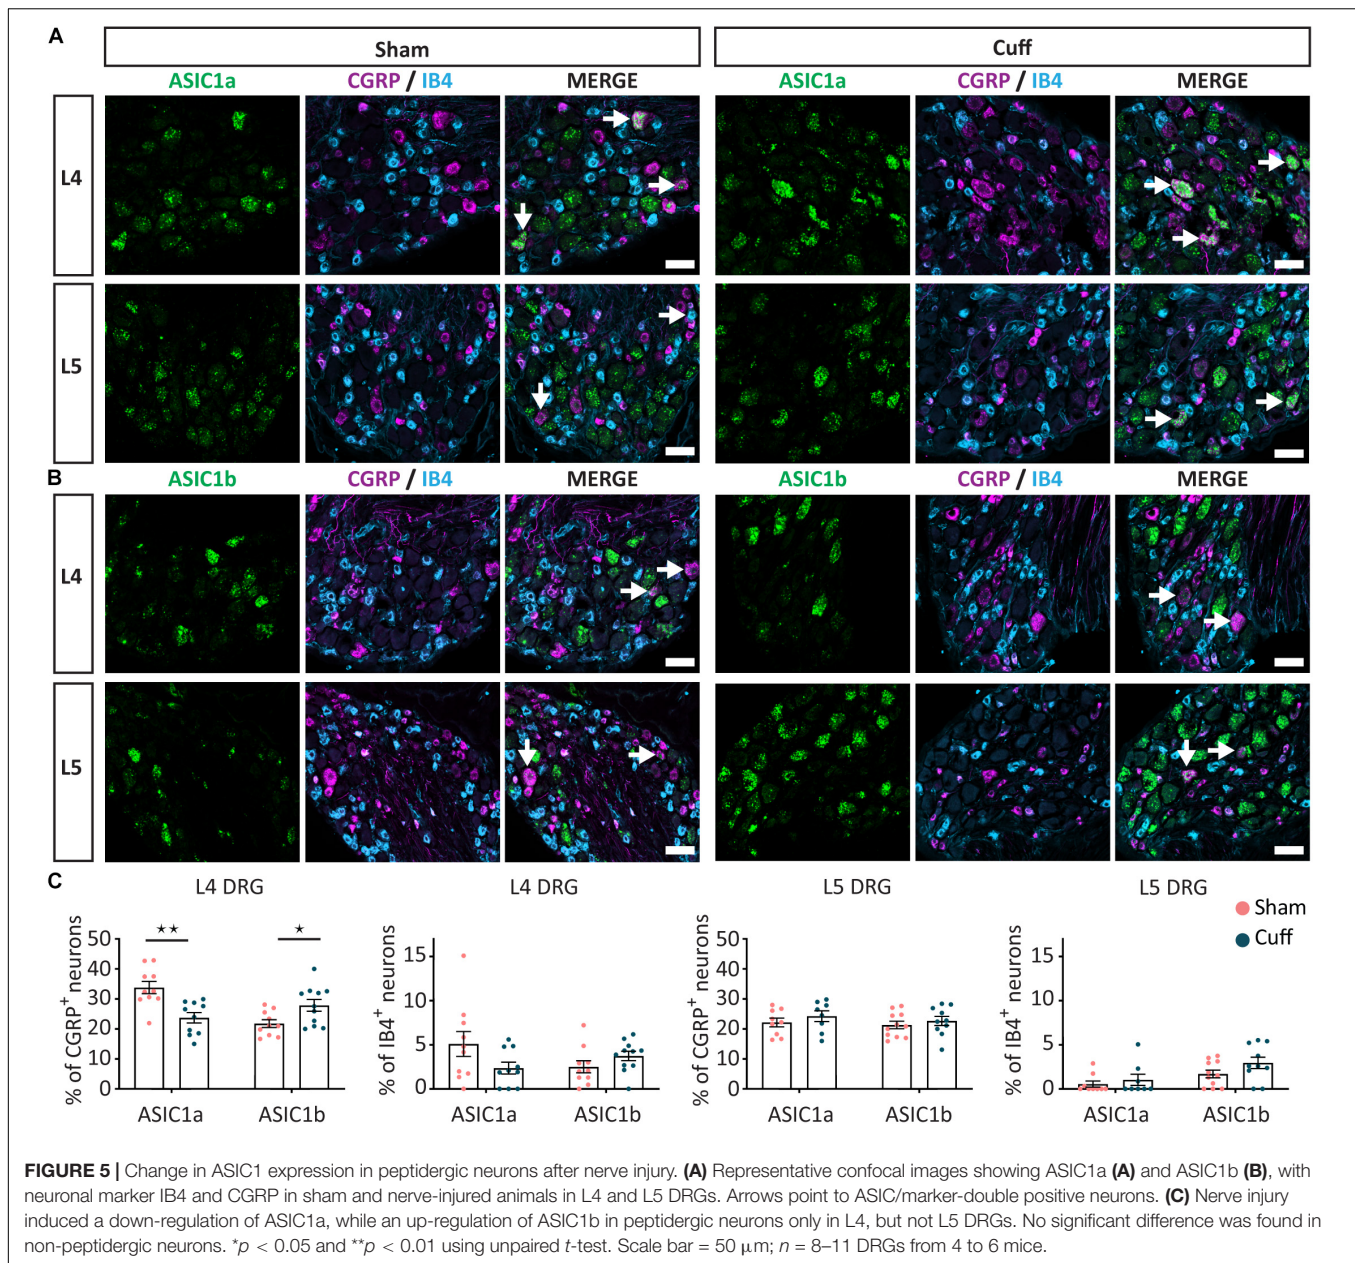 A
Sham
Cuff
ASIC1a
CGRP / IB4
MERGE
ASIC1a
CGRP / IB4
MERGE
L4
L5
B
ASIC1b
CGRP / IB4
MERGE
ASIC1b
CGRP / IB4
MERGE
L4
L5
C
L4 DRG
L4 DRG
L5 DRG
L5 DRG
Sham
Cuff
% of CGRP+ neurons
50
40
30
20
10
0
★★
★
ASIC1a
ASIC1b
% of IB4+ neurons
15
10
5
0
ASIC1a
ASIC1b
% of CGRP+ neurons
50
40
30
20
10
0
ASIC1a
ASIC1b
% of IB4+ neurons
15
10
5
0
ASIC1a
ASIC1b
FIGURE 5 | Change in ASIC1 expression in peptidergic neurons after nerve injury. (A) Representative confocal images showing ASIC1a (A) and ASIC1b (B), with
neuronal marker IB4 and CGRP in sham and nerve-injured animals in L4 and L5 DRGs. Arrows point to ASIC/marker-double positive neurons. (C) Nerve injury
induced a down-regulation of ASIC1a, while an up-regulation of ASIC1b in peptidergic neurons only in L4, but not L5 DRGs. No significant difference was found in
non-peptidergic neurons. *p < 0.05 and **p < 0.01 using unpaired t-test. Scale bar = 50 μm; n = 8–11 DRGs from 4 to 6 mice.